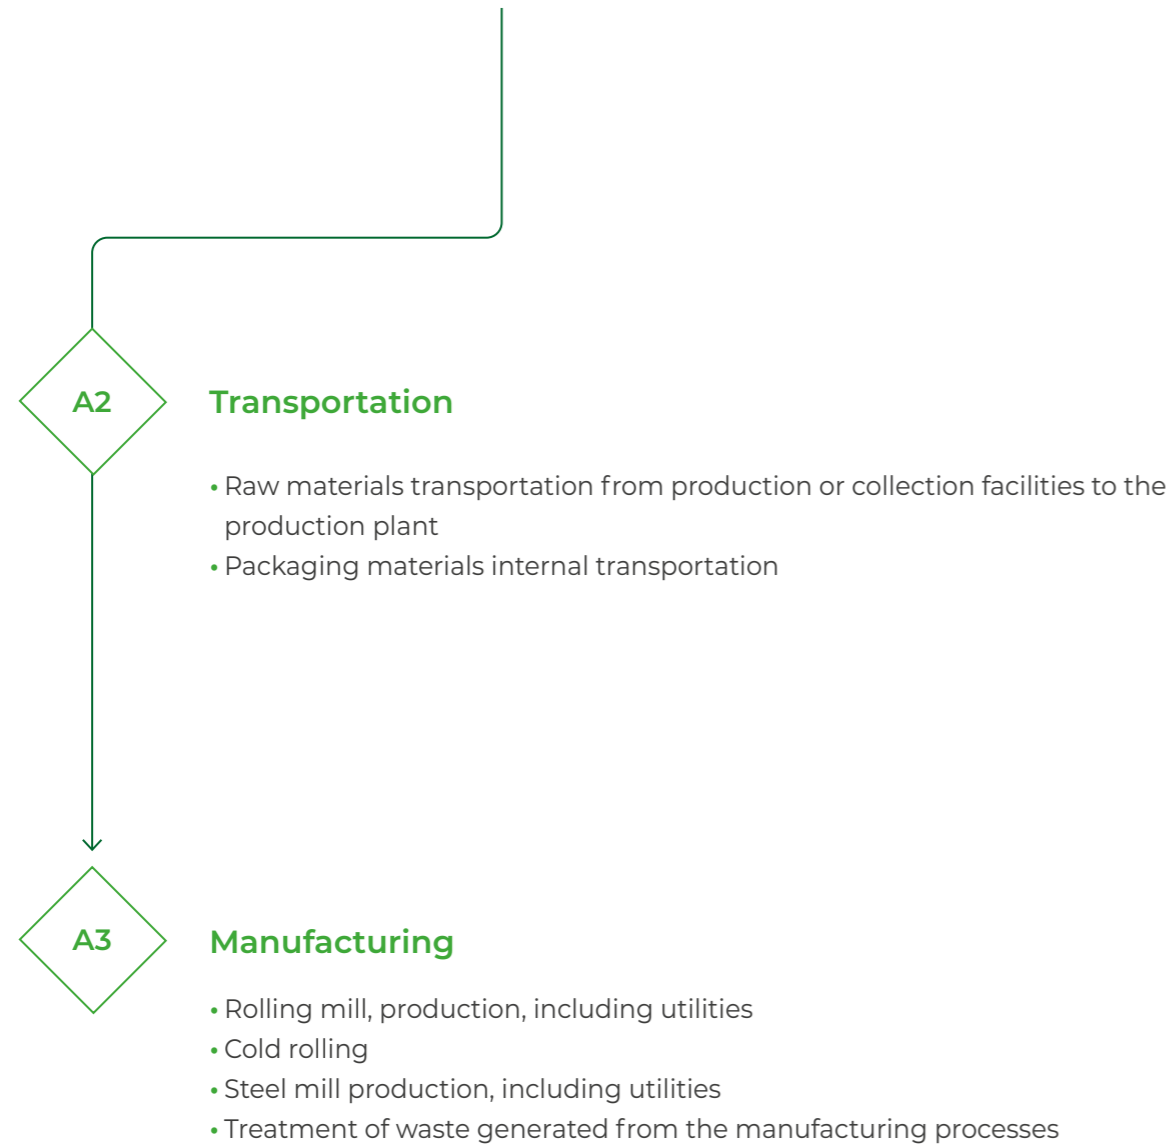 A2
Transportation
• Raw materials transportation from production or collection facilities to the
production plant
• Packaging materials internal transportation
A3
Manufacturing
• Rolling mill, production, including utilities
• Cold rolling
• Steel mill production, including utilities
• Treatment of waste generated from the manufacturing processes